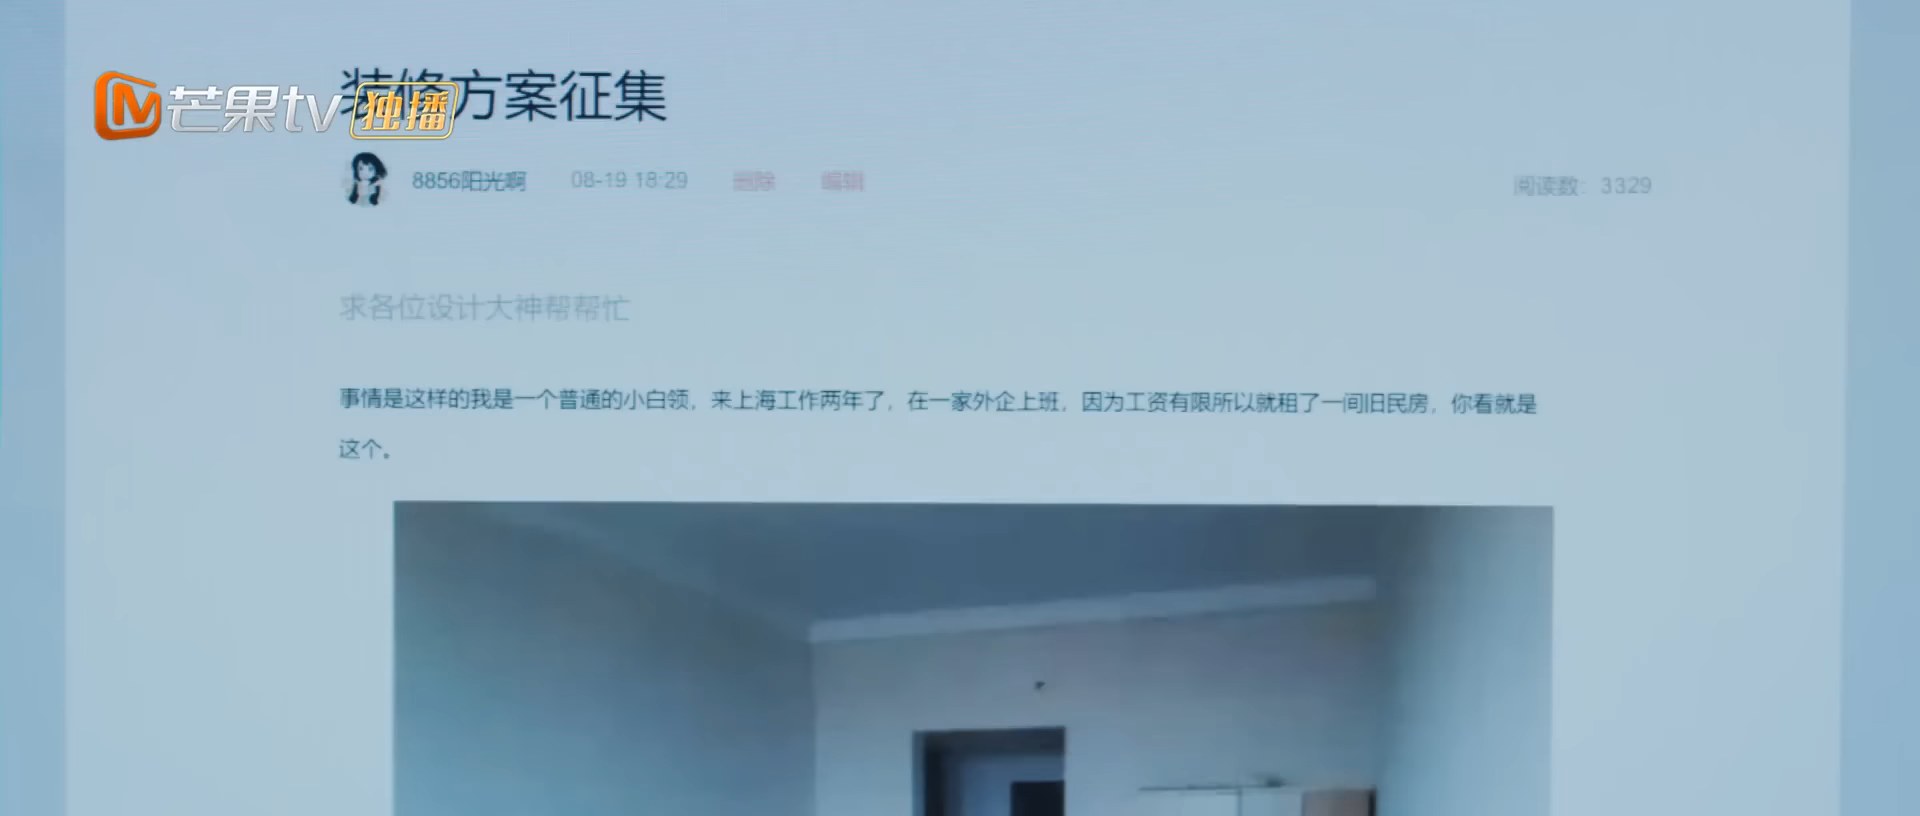 装修方案征集
芒果tv 独播
8856阳光啊 08-19 18:29 删除 编辑 阅读数: 3329
求各位设计大神帮帮忙
事情是这样的我是一个普通的小白领，来上海工作两年了，在一家外企上班，因为工资有限所以就租了一间旧民房，你看就是
这个。